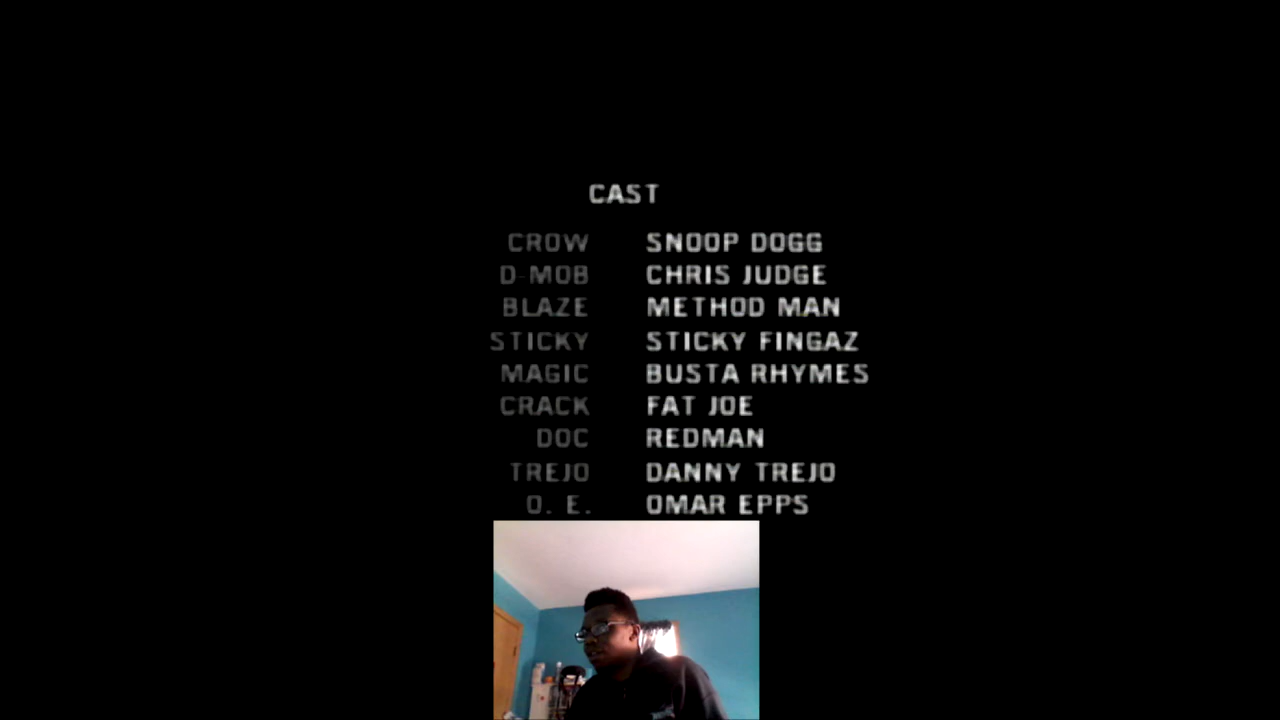 CAST
CROW SNOOP DOGG
D-MOB CHRIS JUDGE
BLAZE METHOD MAN
STICKY STICKY FINGAZ
MAGIC BUSTA RHYMES
CRACK FAT JOE
DOC REDMAN
TREJO DANNY TREJO
O. E. OMAR EPPS